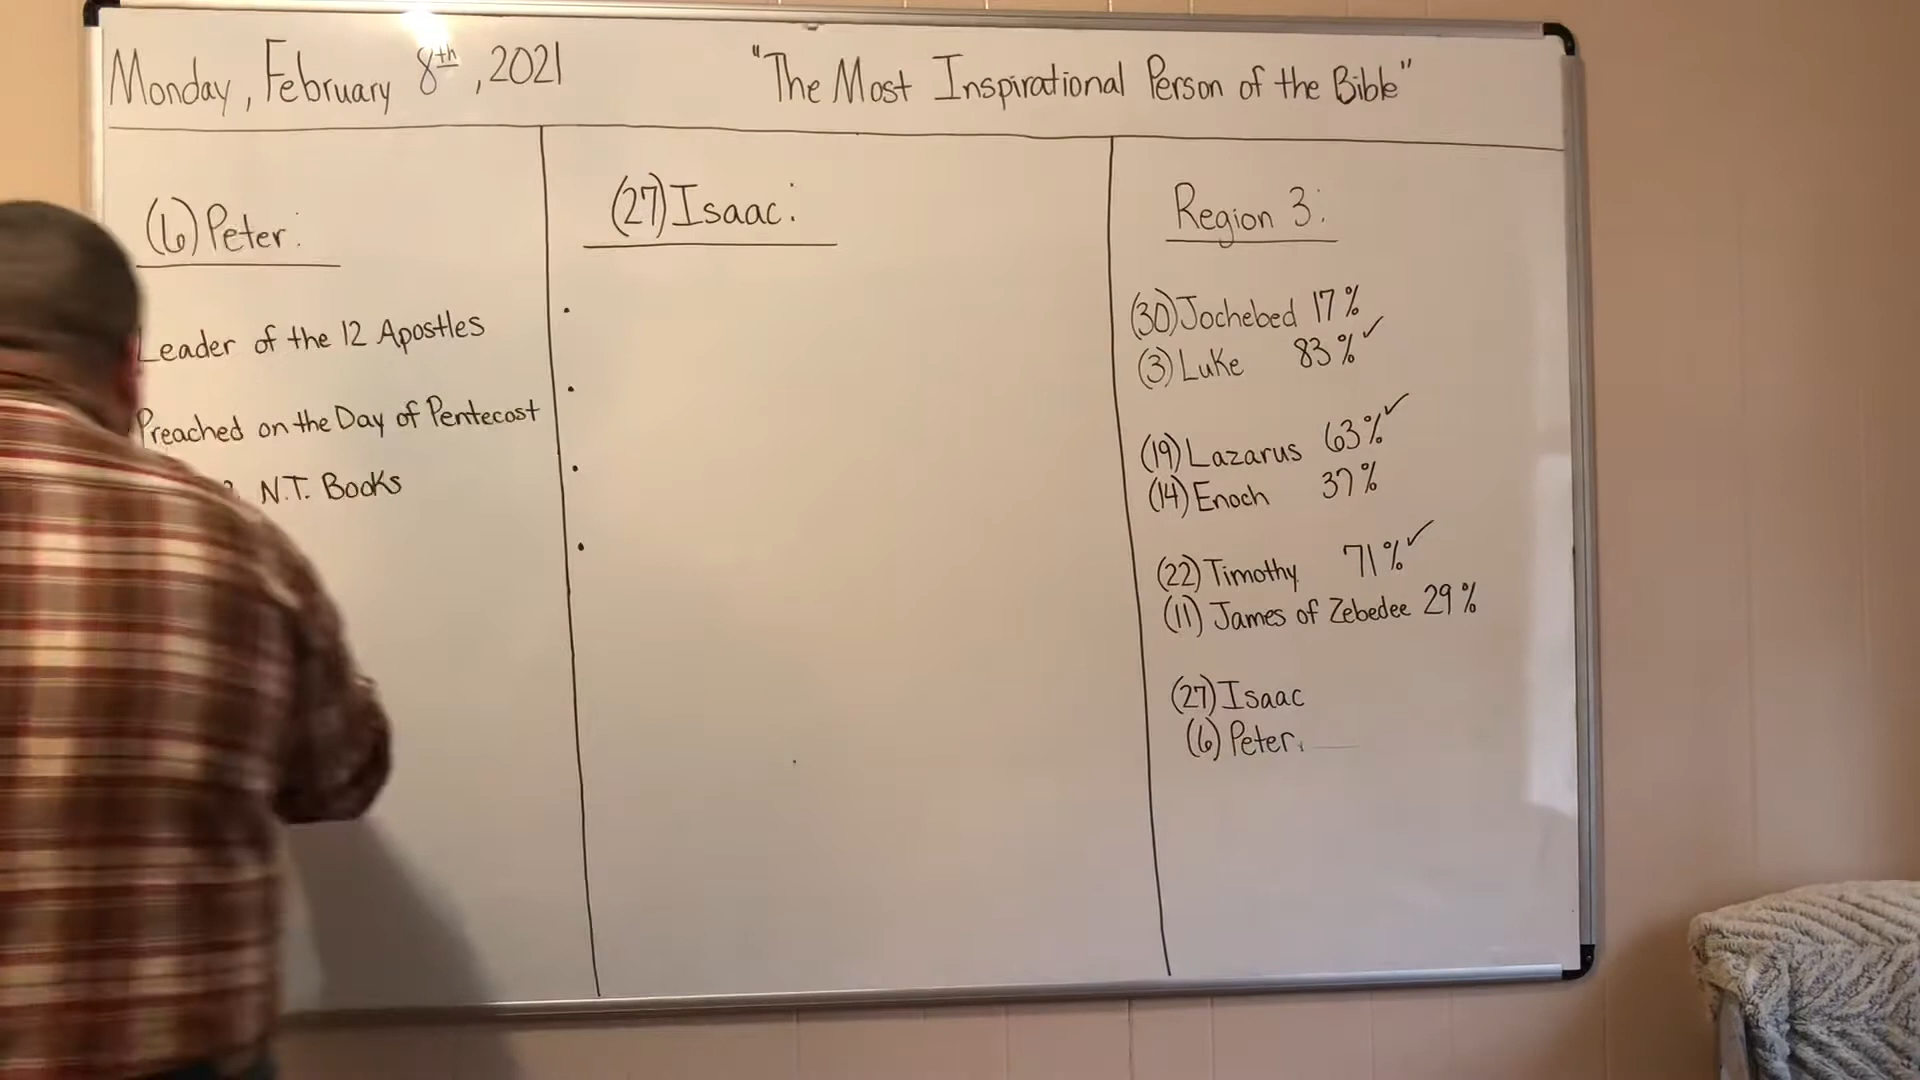 Monday, February 8th, 2021
"The Most Inspirational Person of the Bible"
(6) Peter:
Leader of the 12 Apostles
Preached on the Day of Pentecost
N.T. Books
(27) Isaac:
Region 3:
(30) Jochebed 17%
(3) Luke 83% ✓
(19) Lazarus 63% ✓
(14) Enoch 37%
(22) Timothy 71% ✓
(11) James of Zebedee 29%
(27) Isaac
(6) Peter